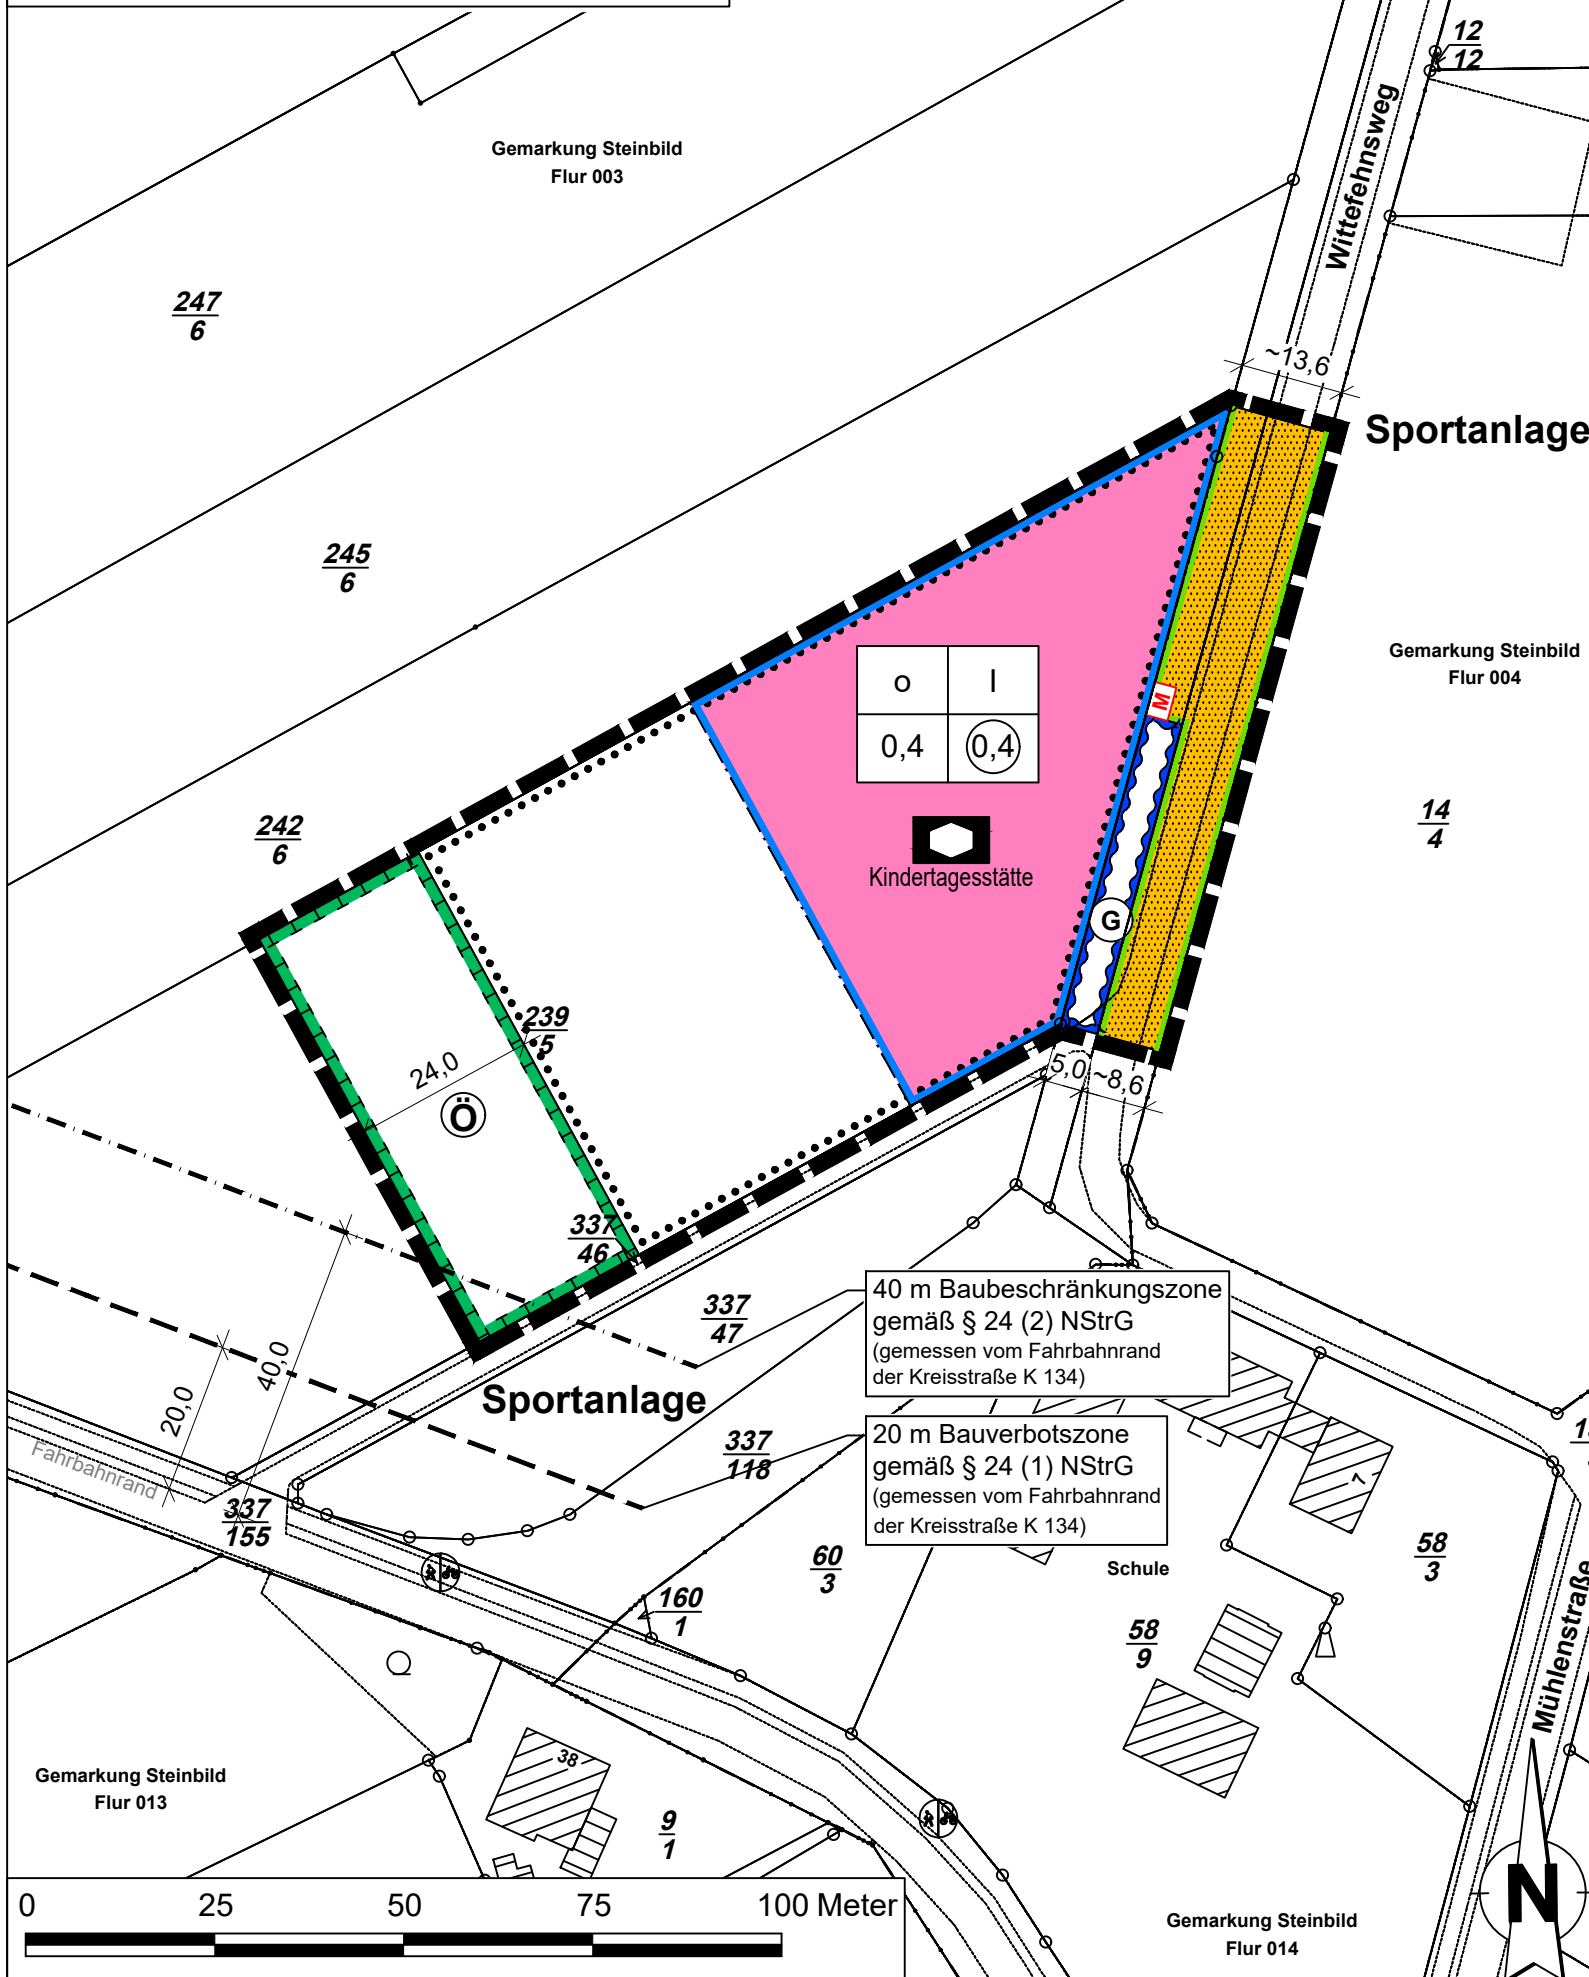 12
12
Wittefehnsweg
Gemarkung Steinbild
Flur 003
247
6
~13,6
Sportanlage
245
6
Gemarkung Steinbild
Flur 004
o I
0,4 0,4
M
14
4
242
6
Kindertagesstätte
G
239
5
24,0
Ö
5,0 ~8,6
337
46
40 m Baubeschränkungszone
gemäß § 24 (2) NStrG
(gemessen vom Fahrbahnrand
der Kreisstraße K 134)
337
47
40,0
20,0
Sportanlage
20 m Bauverbotszone
gemäß § 24 (1) NStrG
(gemessen vom Fahrbahnrand
der Kreisstraße K 134)
337
118
Fahrbahnrand
337
155
7
60
3
Schule
58
3
160
1
58
9
Mühlenstraße
38
Gemarkung Steinbild
Flur 013
9
1
N
0 25 50 75 100 Meter
Gemarkung Steinbild
Flur 014